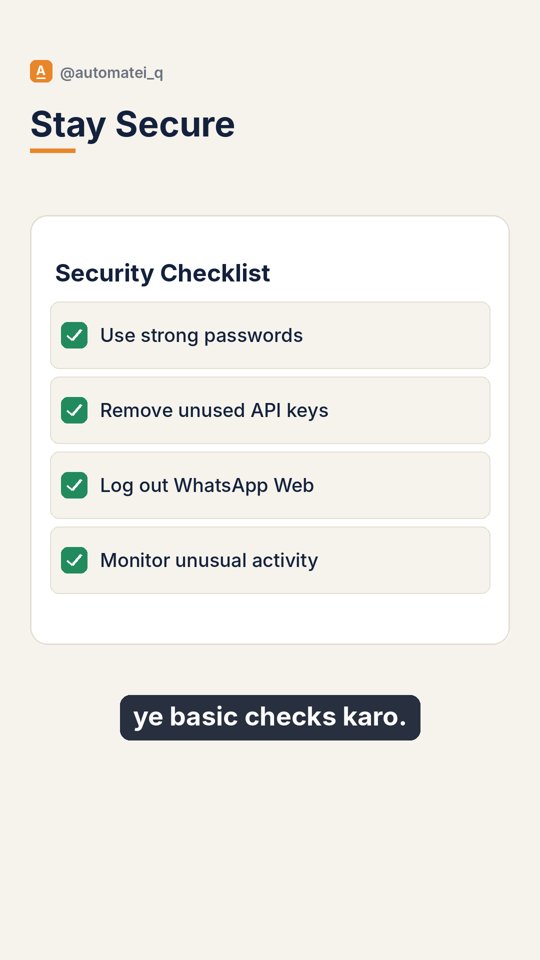 A
@automatei_q
Stay Secure
Security Checklist
Use strong passwords
Remove unused API keys
Log out WhatsApp Web
Monitor unusual activity
ye basic checks karo.